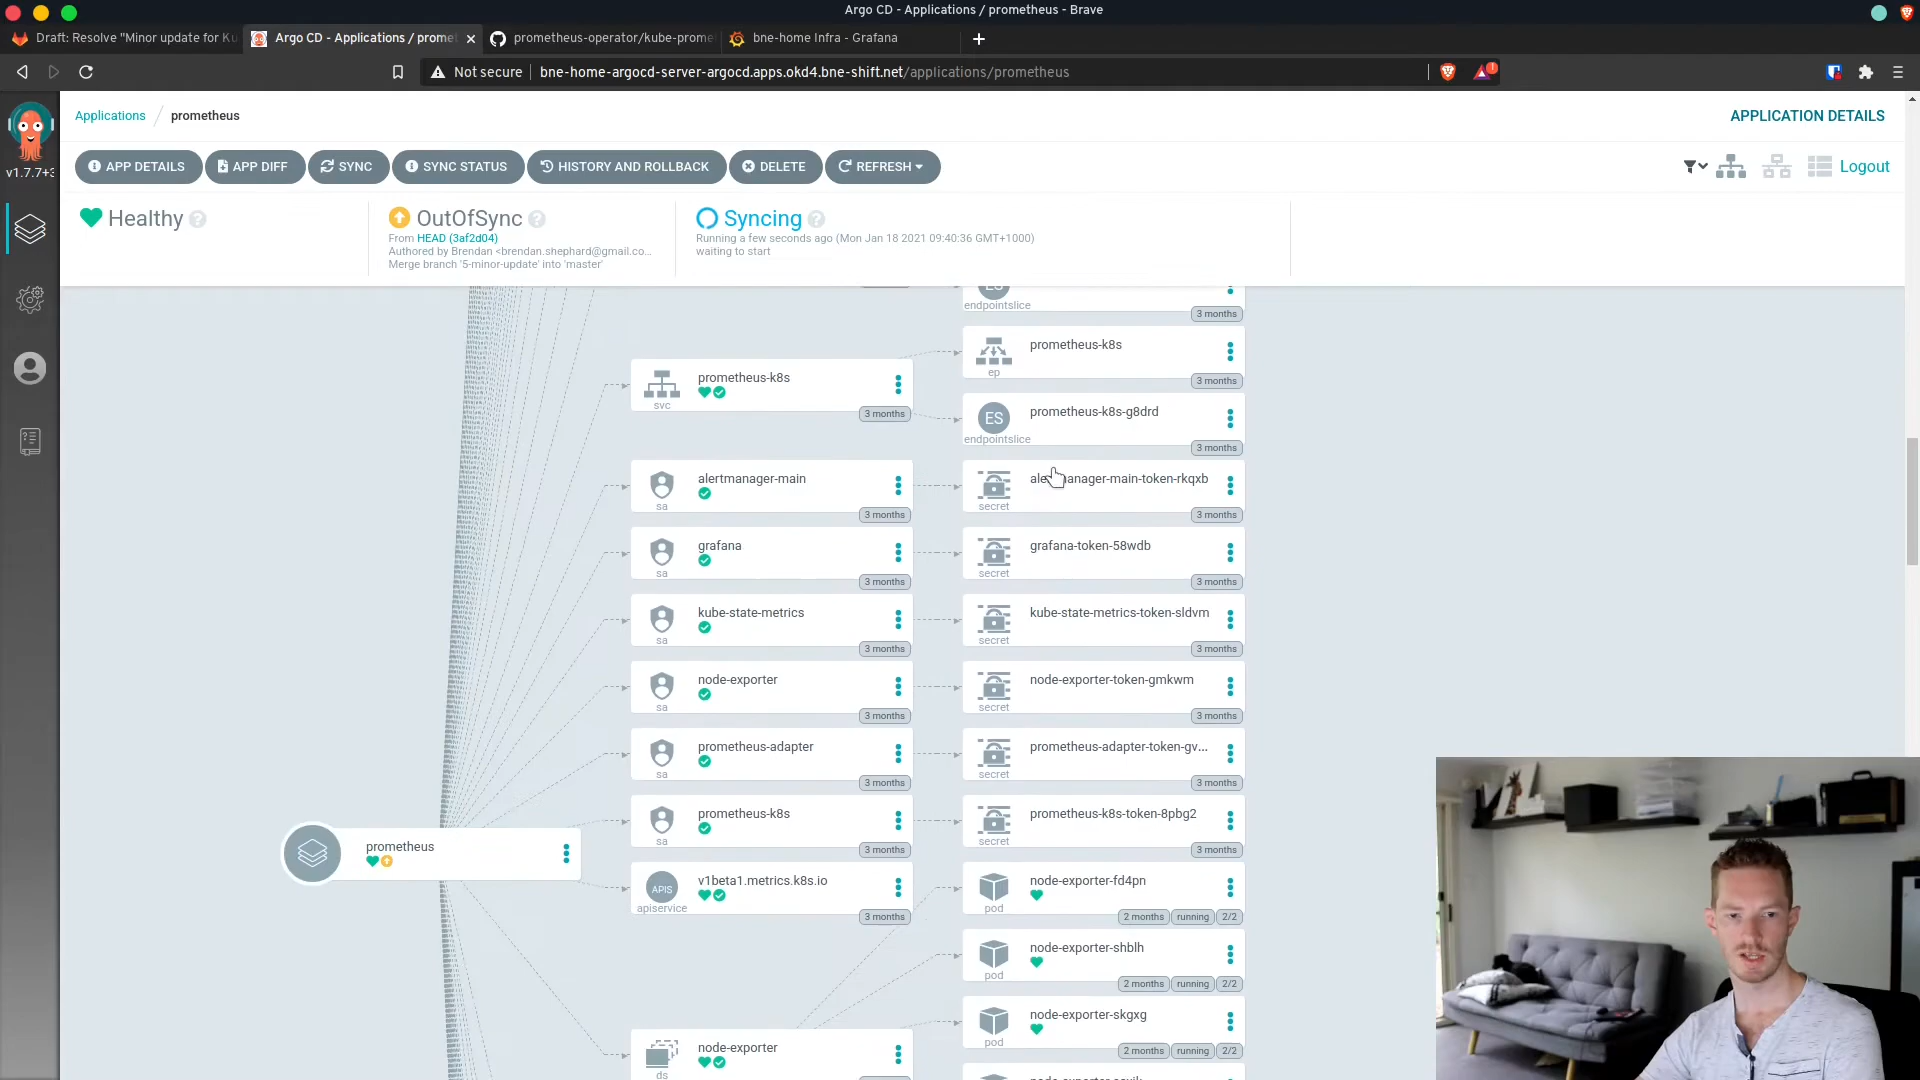 Argo CD - Applications / prometheus - Brave
Draft: Resolve "Minor update for Ku
Argo CD - Applications / prome
prometheus-operator/kube-prome
bne-home Infra - Grafana
Not secure
bne-home-argocd-server-argocd.apps.okd4.bne-shift.net/applications/prometheus
Applications / prometheus
APPLICATION DETAILS
v1.7.7+3
APP DETAILS
APP DIFF
SYNC
SYNC STATUS
HISTORY AND ROLLBACK
DELETE
REFRESH
Logout
Healthy
OutOfSync
From HEAD (3af2d04)
Authored by Brendan <brendan.shephard@gmail.co...
Merge branch '5-minor-update' into 'master'
Syncing
Running a few seconds ago (Mon Jan 18 2021 09:40:36 GMT+1000)
waiting to start
endpointslice
3 months
prometheus-k8s
svc
3 months
prometheus-k8s
ep
3 months
ES
prometheus-k8s-g8drd
endpointslice
3 months
alertmanager-main
sa
3 months
manager-main-token-rkqxb
secret
3 months
grafana
sa
3 months
grafana-token-58wdb
secret
3 months
kube-state-metrics
sa
3 months
kube-state-metrics-token-sldvm
secret
3 months
node-exporter
sa
3 months
node-exporter-token-gmkwm
secret
3 months
prometheus-adapter
sa
3 months
prometheus-adapter-token-gv...
secret
3 months
prometheus-k8s
sa
3 months
prometheus-k8s-token-8pbg2
secret
3 months
prometheus
APIS
v1beta1.metrics.k8s.io
apiservice
3 months
node-exporter-fd4pn
pod
2 months running 2/2
node-exporter-shblh
pod
2 months running 2/2
node-exporter-skgxg
pod
2 months running 2/2
node-exporter
ds